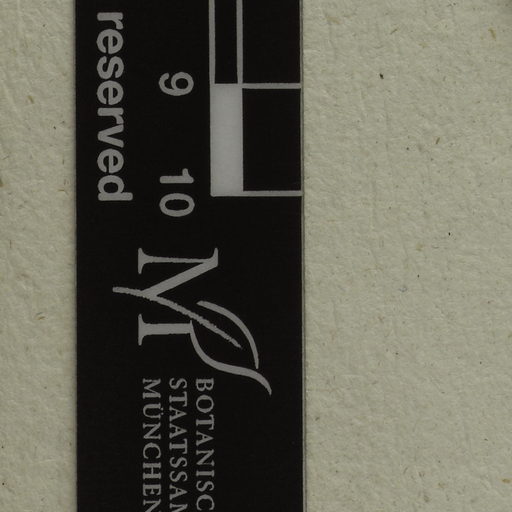 reserved
9 10
M
BOTANISC
STAATSSAM
MÜNCHEN